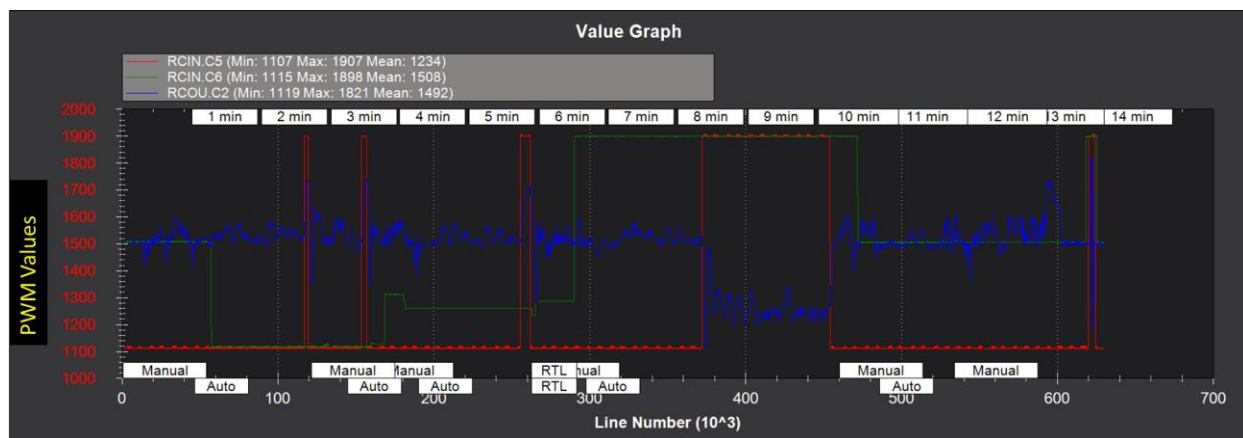 Value Graph
RCIN.C5 (Min: 1107 Max: 1907 Mean: 1234)
RCIN.C6 (Min: 1115 Max: 1898 Mean: 1508)
RCOU.C2 (Min: 1119 Max: 1821 Mean: 1492)
PWM Values
2000
1900
1800
1700
1600
1500
1400
1300
1200
1100
1000
1 min 2 min 3 min 4 min 5 min 6 min 7 min 8 min 9 min 10 min 11 min 12 min 13 min 14 min
Manual Manual Manual RTL nual Manual Manual
Auto Auto Auto RTL Auto Auto
0 100 200 300 400 500 600 700
Line Number (10^3)